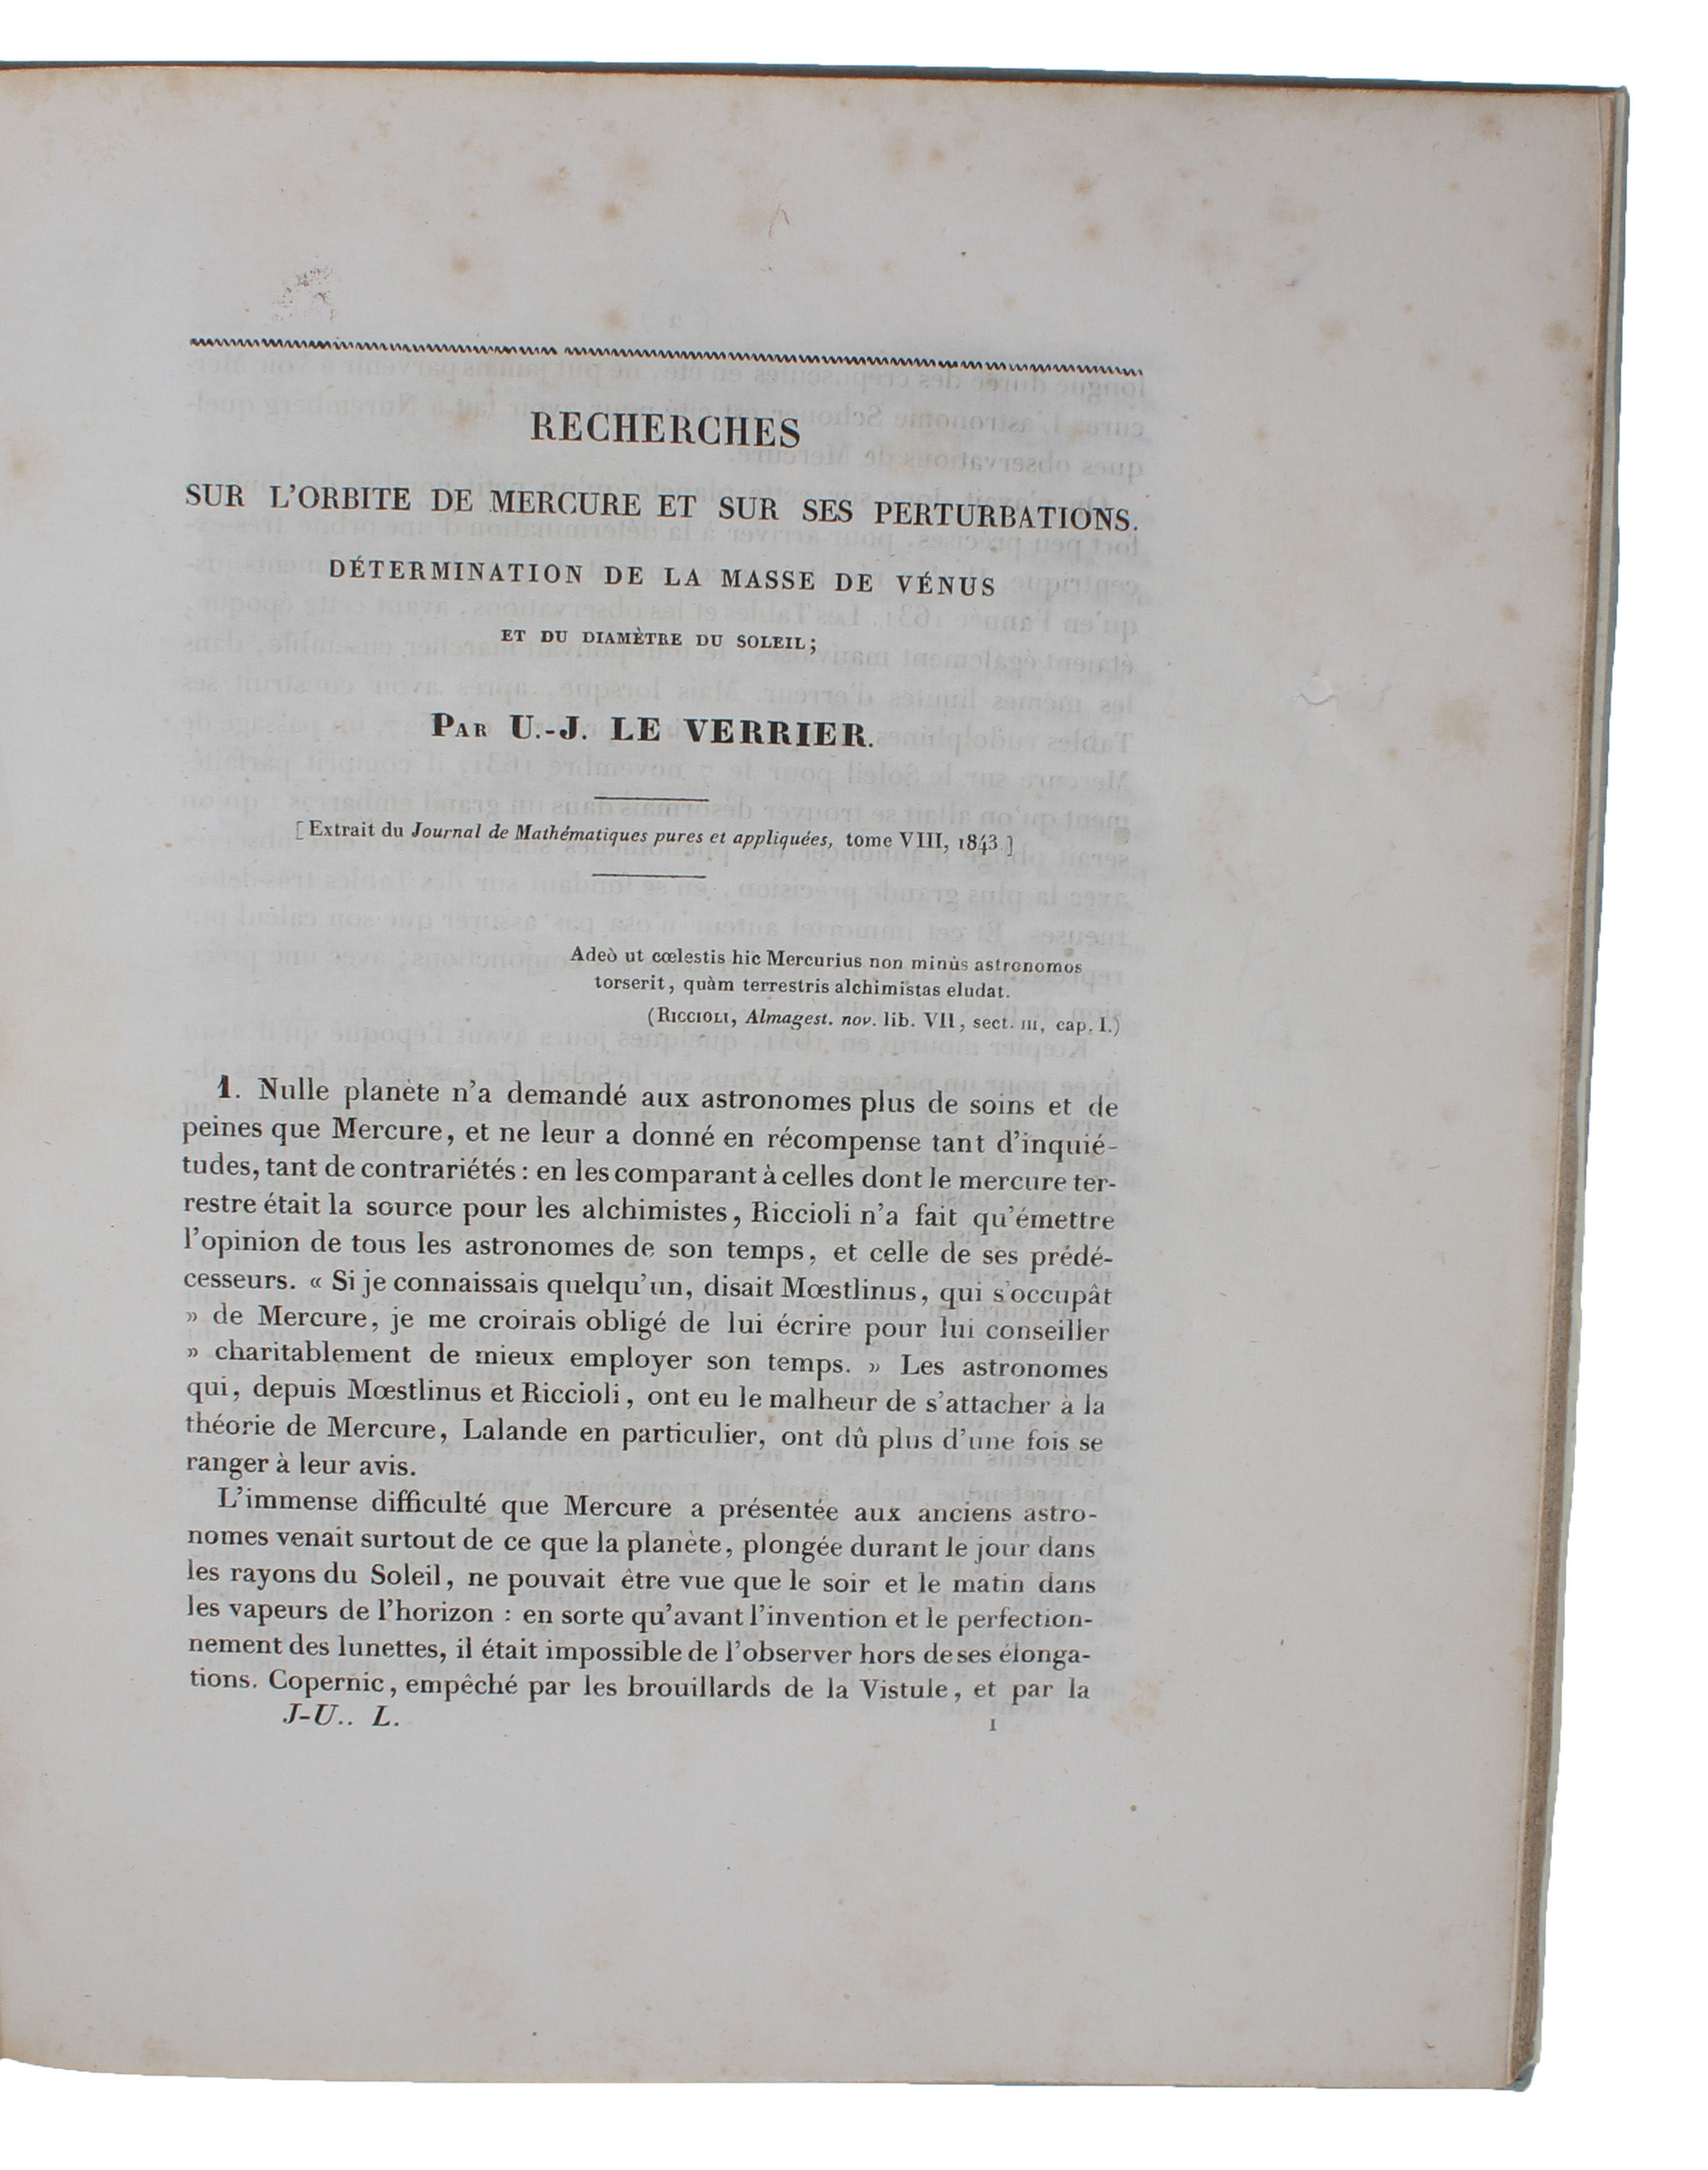 RECHERCHES
SUR L'ORBITE DE MERCURE ET SUR SES PERTURBATIONS.
DÉTERMINATION DE LA MASSE DE VÉNUS
ET DU DIAMÈTRE DU SOLEIL;
PAR U.-J. LE VERRIER.
[Extrait du Journal de Mathématiques pures et appliquées, tome VIII, 1843.]
Adeò ut cœlestis hic Mercurius non minùs astronomos
torserit, quàm terrestris alchimistas eludat.
(RICCIOLI, Almagest. nov. lib. VII, sect. III, cap. I.)
1. Nulle planète n'a demandé aux astronomes plus de soins et de
peines que Mercure, et ne leur a donné en récompense tant d'inquié-
tudes, tant de contrariétés : en les comparant à celles dont le mercure ter-
restre était la source pour les alchimistes, Riccioli n'a fait qu'émettre
l'opinion de tous les astronomes de son temps, et celle de ses prédé-
cesseurs. « Si je connaissais quelqu'un, disait Mœstlinus, qui s'occupât
» de Mercure, je me croirais obligé de lui écrire pour lui conseiller
» charitablement de mieux employer son temps. » Les astronomes
qui, depuis Mœstlinus et Riccioli, ont eu le malheur de s'attacher à la
théorie de Mercure, Lalande en particulier, ont dû plus d'une fois se
ranger à leur avis.
L'immense difficulté que Mercure a présentée aux anciens astro-
nomes venait surtout de ce que la planète, plongée durant le jour dans
les rayons du Soleil, ne pouvait être vue que le soir et le matin dans
les vapeurs de l'horizon : en sorte qu'avant l'invention et le perfection-
nement des lunettes, il était impossible de l'observer hors de ses élonga-
tions. Copernic, empêché par les brouillards de la Vistule, et par la
J-U.. L. 1